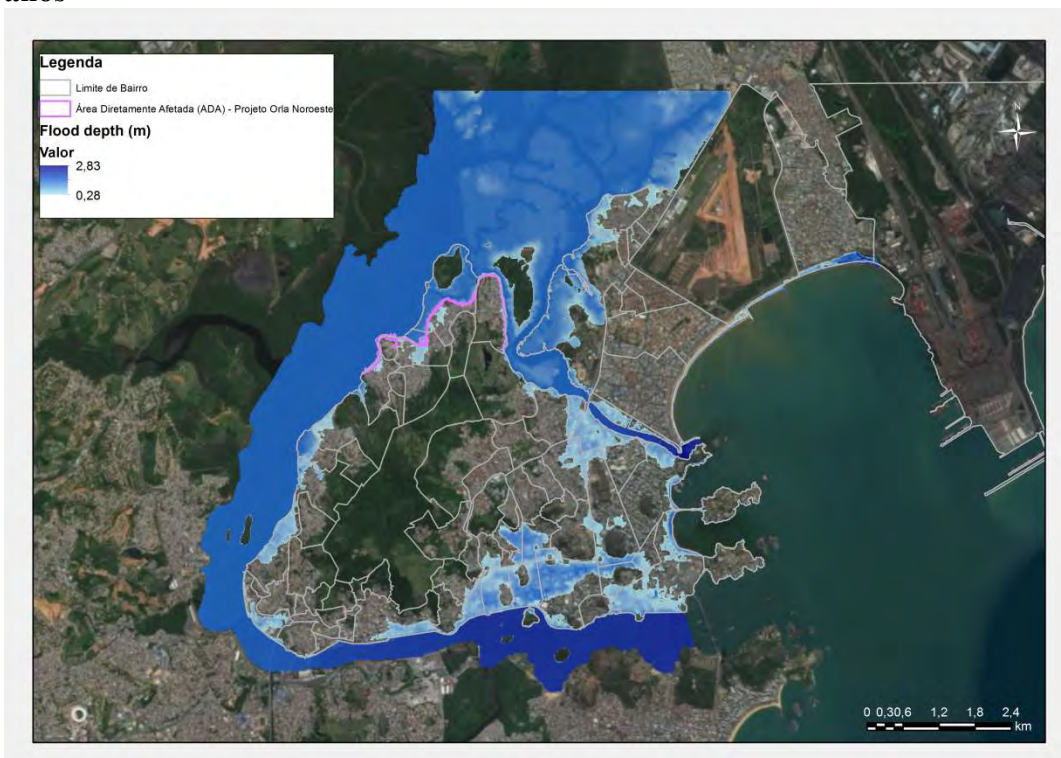 anos
Legenda
Limite de Bairro
Área Diretamente Afetada (ADA) - Projeto Orla Noroeste
Flood depth (m)
Valor
2,83
0,28
N
0 0,30,6 1,2 1,8 2,4
km